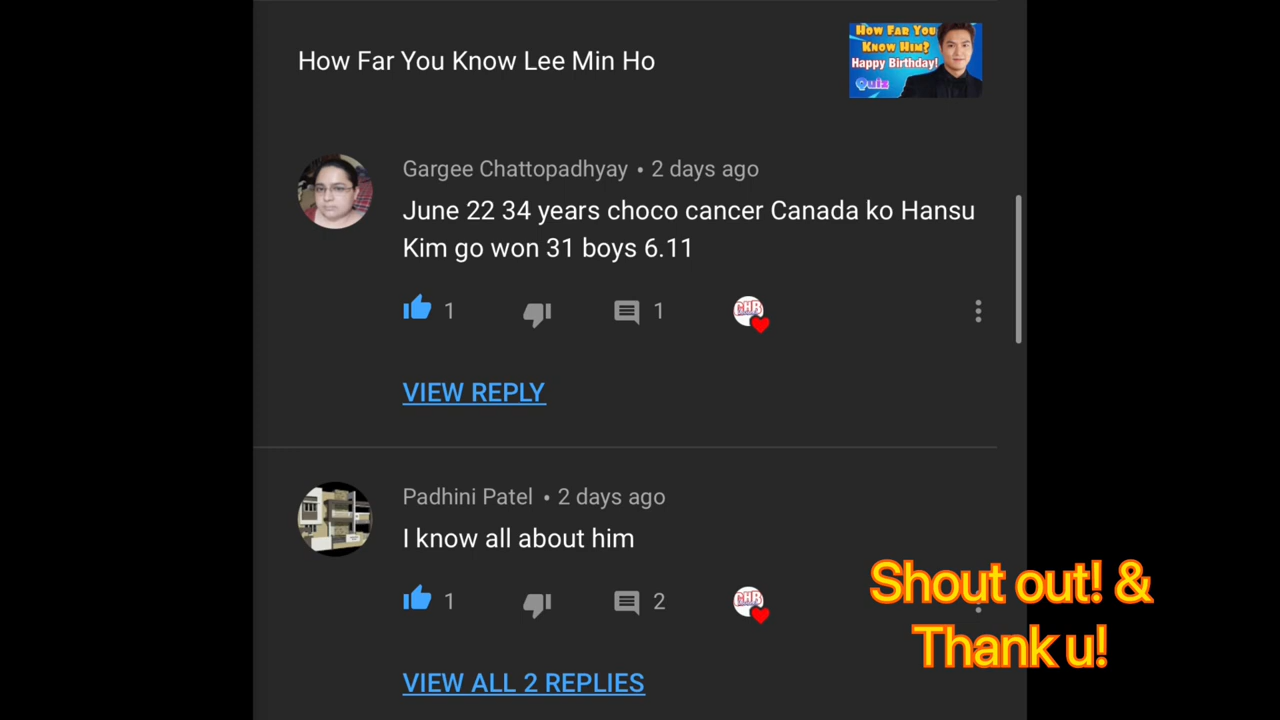 How Far You Know Lee Min Ho
How Far You
Know Him?
Happy Birthday!
Quiz
Gargee Chattopadhyay • 2 days ago
June 22 34 years choco cancer Canada ko Hansu
Kim go won 31 boys 6.11
1
1
VIEW REPLY
Padhini Patel • 2 days ago
I know all about him
1
2
VIEW ALL 2 REPLIES
Shout out! &
Thank u!